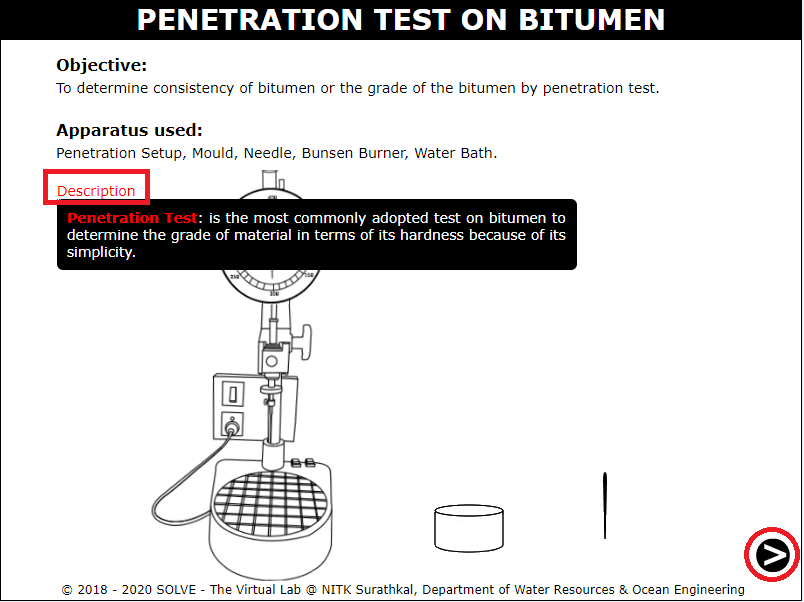 PENETRATION TEST ON BITUMEN
Objective:
To determine consistency of bitumen or the grade of the bitumen by penetration test.
Apparatus used:
Penetration Setup, Mould, Needle, Bunsen Burner, Water Bath.
Description
Penetration Test: is the most commonly adopted test on bitumen to
determine the grade of material in terms of its hardness because of its
simplicity.
© 2018 - 2020 SOLVE - The Virtual Lab @ NITK Surathkal, Department of Water Resources & Ocean Engineering